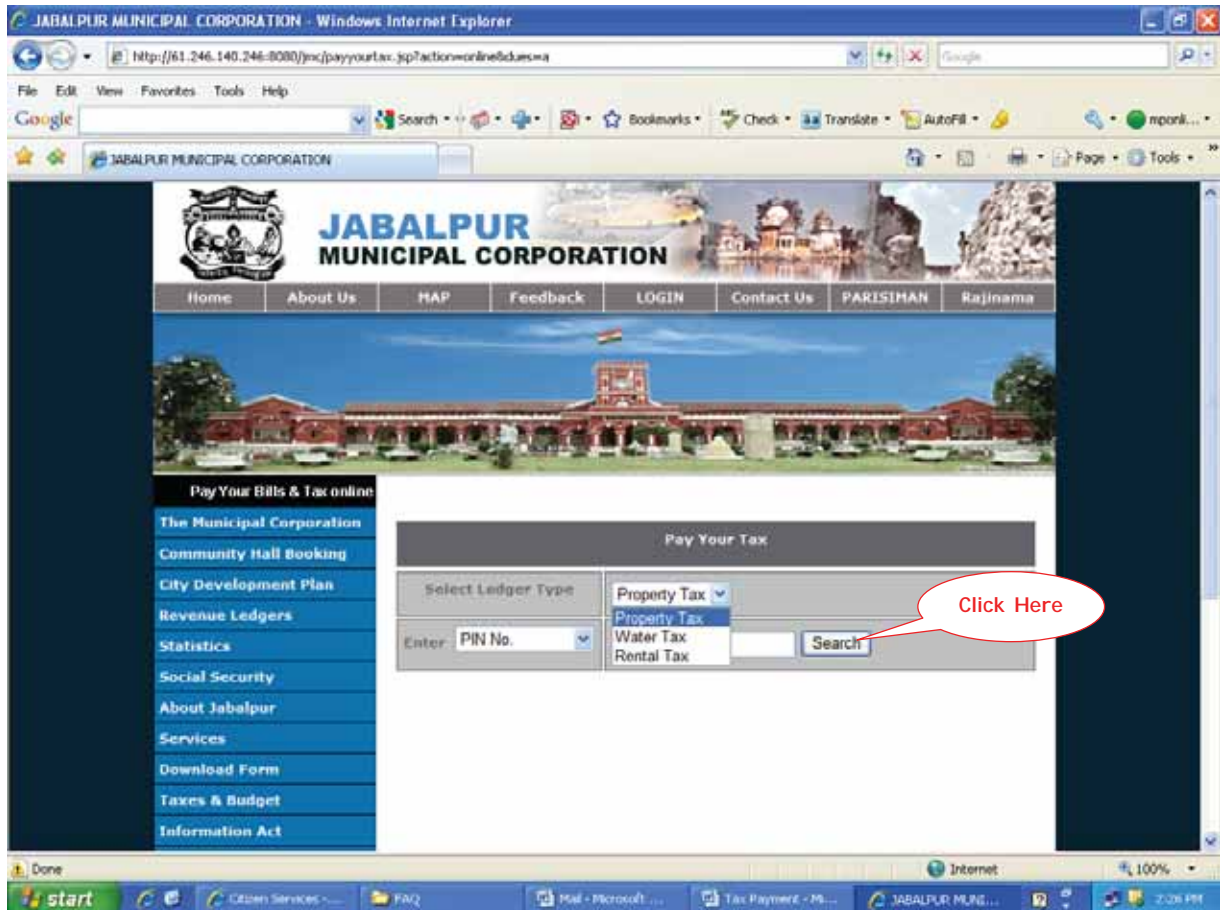 JABALPUR MUNICIPAL CORPORATION - Windows Internet Explorer
http://61.246.140.246:8080/jmc/payyourtax.jsp?action=online&dues=a
Google
File Edit View Favorites Tools Help
Google Search Bookmarks Check Translate AutoFill mponli...
JABALPUR MUNICIPAL CORPORATION Page Tools
JABALPUR
MUNICIPAL CORPORATION
Home About Us MAP Feedback LOGIN Contact Us PARISIMAN Rajinama
Pay Your Bills & Tax online
The Municipal Corporation
Community Hall Booking
City Development Plan
Revenue Ledgers
Statistics
Social Security
About Jabalpur
Services
Download Form
Taxes & Budget
Information Act
Pay Your Tax
Select Ledger Type Property Tax
Property Tax
Water Tax
Rental Tax
Enter PIN No. Search
Click Here
Done Internet 100%
start Citizen Services -... FAQ Mail - Microsoft ... Tax Payment - Mi... JABALPUR MUNI... 2:26 PM